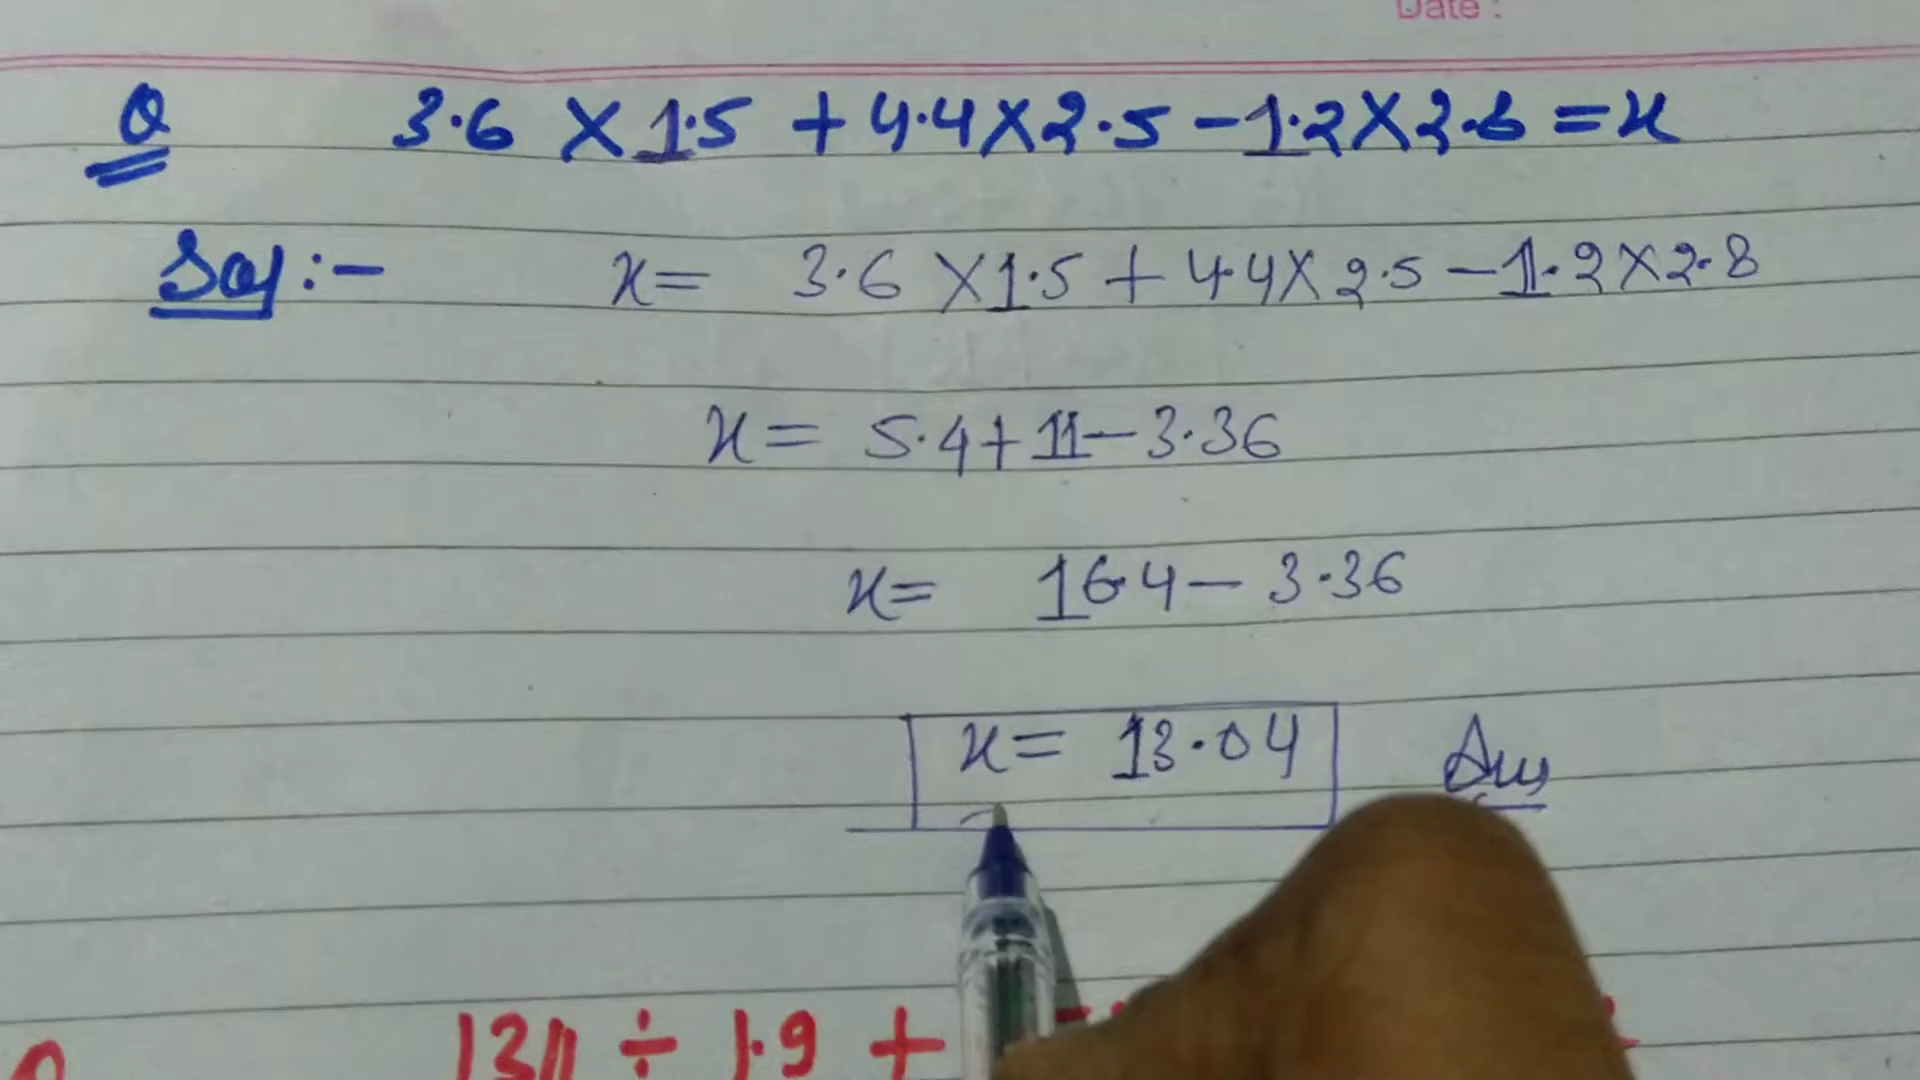 Date :
Q 3.6 × 1.5 + 4.4 × 2.5 - 1.2 × 2.8 = x
Sol :- x = 3.6 × 1.5 + 4.4 × 2.5 - 1.2 × 2.8
x = 5.4 + 11 - 3.36
x = 16.4 - 3.36
x = 13.04 Ans
÷ 1.9 +